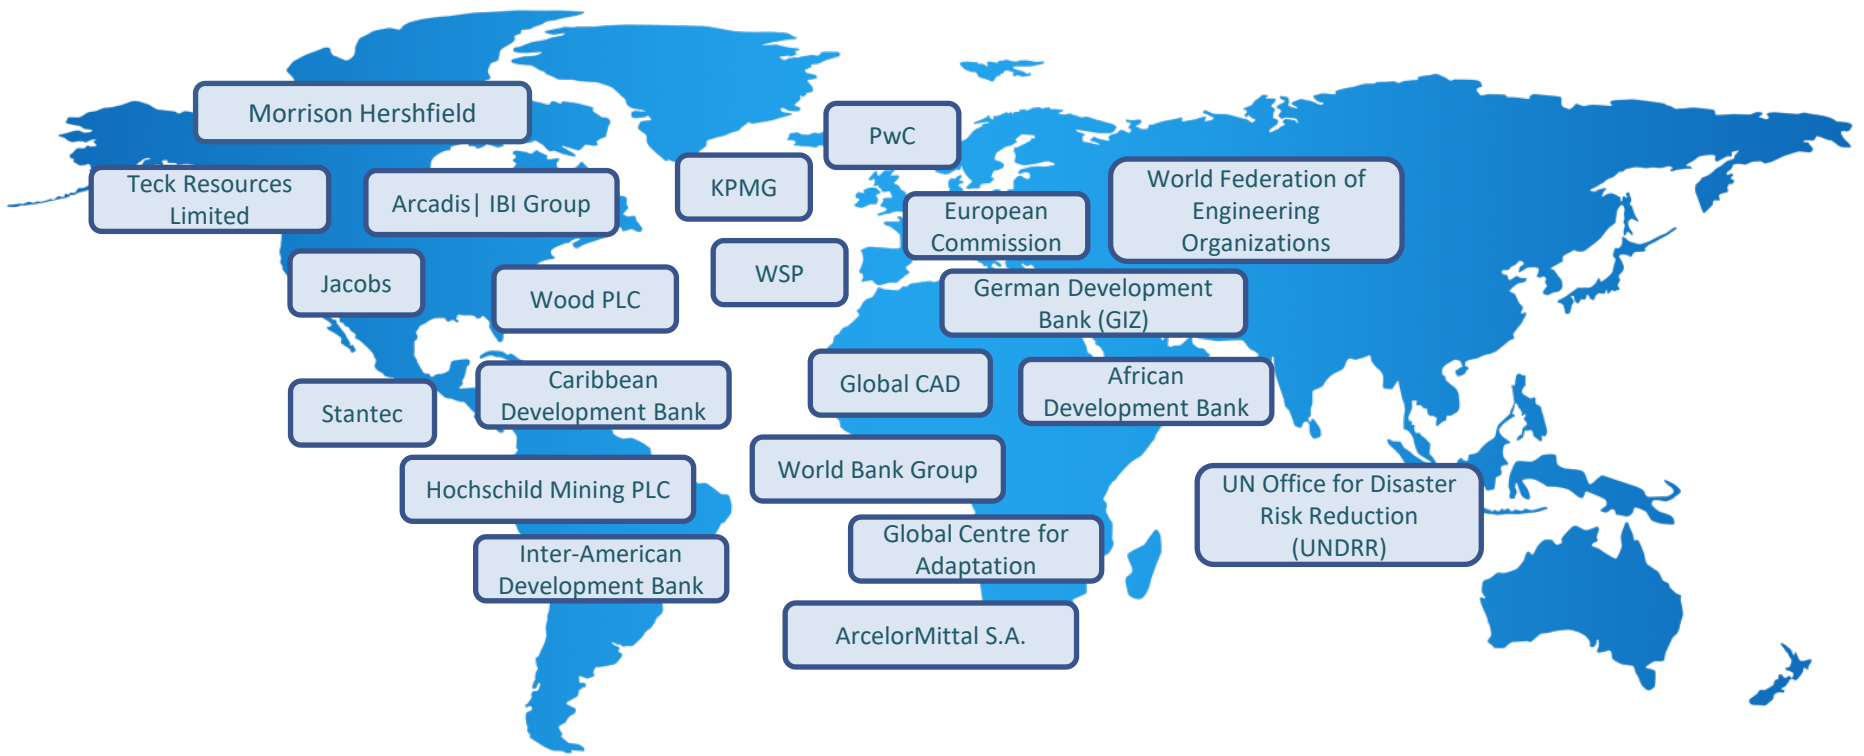 Morrison Hershfield
PwC
Teck Resources
Limited
Arcadis| IBI Group
KPMG
World Federation of
Engineering
Organizations
European
Commission
Jacobs
Wood PLC
WSP
German Development
Bank (GIZ)
Stantec
Caribbean
Development Bank
Global CAD
African
Development Bank
Hochschild Mining PLC
World Bank Group
UN Office for Disaster
Risk Reduction
(UNDRR)
Inter-American
Development Bank
Global Centre for
Adaptation
ArcelorMittal S.A.